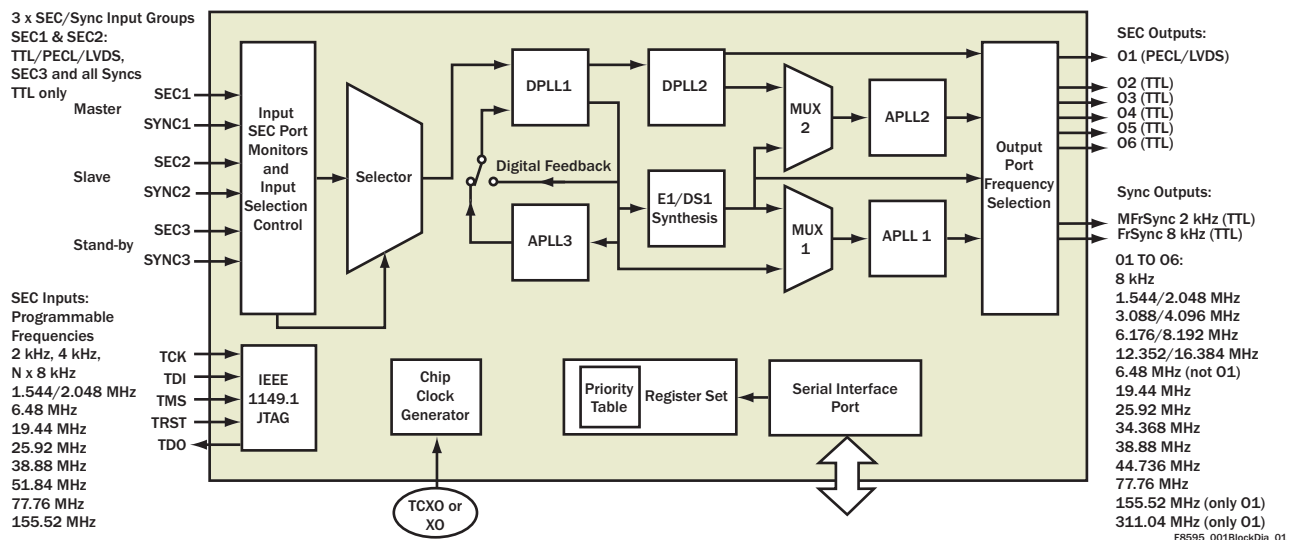 3 x SEC/Sync Input Groups
SEC1 & SEC2:
TTL/PECL/LVDS,
SEC3 and all Syncs
TTL only
Master
SEC1
SYNC1
Slave
SEC2
SYNC2
Stand-by
SEC3
SYNC3
SEC Inputs:
Programmable
Frequencies
2 kHz, 4 kHz,
N x 8 kHz
1.544/2.048 MHz
6.48 MHz
19.44 MHz
25.92 MHz
38.88 MHz
51.84 MHz
77.76 MHz
155.52 MHz
TCK
TDI
TMS
TRST
TDO
Input
SEC Port
Monitors
and
Input
Selection
Control
IEEE
1149.1
JTAG
Selector
DPLL1
Digital Feedback
APLL3
DPLL2
E1/DS1
Synthesis
MUX
2
MUX
1
APLL2
APLL 1
Output
Port
Frequency
Selection
Chip
Clock
Generator
TCXO or
XO
Priority
Table
Register Set
Serial Interface
Port
SEC Outputs:
O1 (PECL/LVDS)
O2 (TTL)
O3 (TTL)
O4 (TTL)
O5 (TTL)
O6 (TTL)
Sync Outputs:
MFrSync 2 kHz (TTL)
FrSync 8 kHz (TTL)
01 TO 06:
8 kHz
1.544/2.048 MHz
3.088/4.096 MHz
6.176/8.192 MHz
12.352/16.384 MHz
6.48 MHz (not O1)
19.44 MHz
25.92 MHz
34.368 MHz
38.88 MHz
44.736 MHz
77.76 MHz
155.52 MHz (only O1)
311.04 MHz (only O1)
F8595_001BlockDia_01